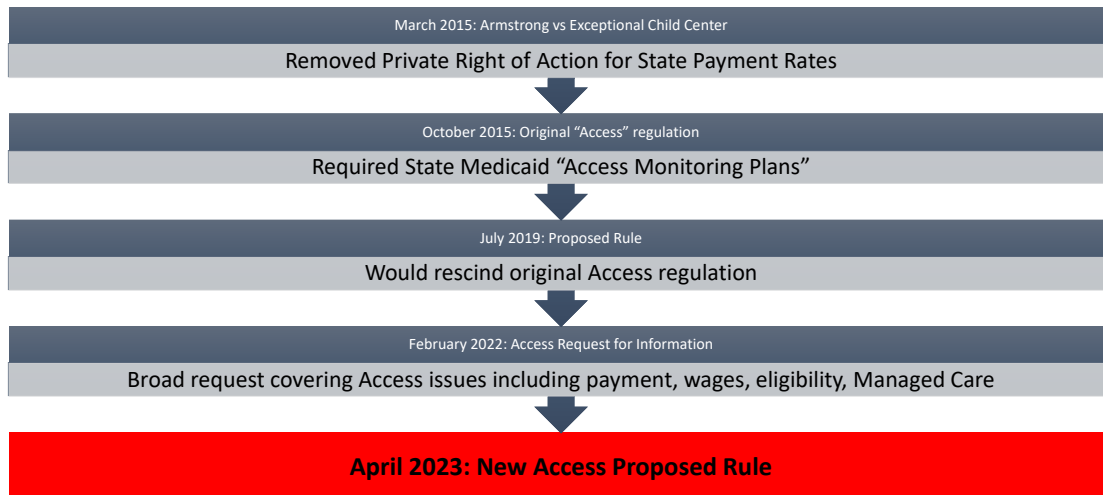 March 2015: Armstrong vs Exceptional Child Center
Removed Private Right of Action for State Payment Rates
October 2015: Original “Access” regulation
Required State Medicaid “Access Monitoring Plans”
July 2019: Proposed Rule
Would rescind original Access regulation
February 2022: Access Request for Information
Broad request covering Access issues including payment, wages, eligibility, Managed Care
April 2023: New Access Proposed Rule